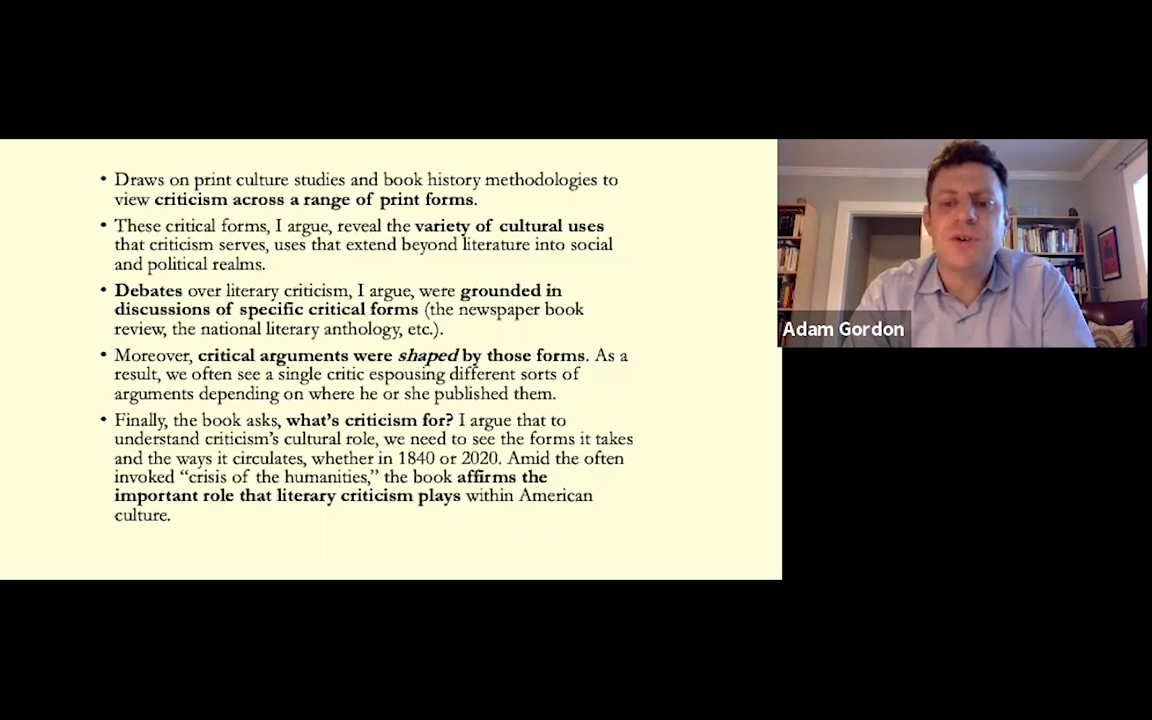 • Draws on print culture studies and book history methodologies to
view criticism across a range of print forms.
• These critical forms, I argue, reveal the variety of cultural uses
that criticism serves, uses that extend beyond literature into social
and political realms.
• Debates over literary criticism, I argue, were grounded in
discussions of specific critical forms (the newspaper book
review, the national literary anthology, etc.).
• Moreover, critical arguments were shaped by those forms. As a
result, we often see a single critic espousing different sorts of
arguments depending on where he or she published them.
• Finally, the book asks, what's criticism for? I argue that to
understand criticism's cultural role, we need to see the forms it takes
and the ways it circulates, whether in 1840 or 2020. Amid the often
invoked “crisis of the humanities,” the book affirms the
important role that literary criticism plays within American
culture.
Adam Gordon